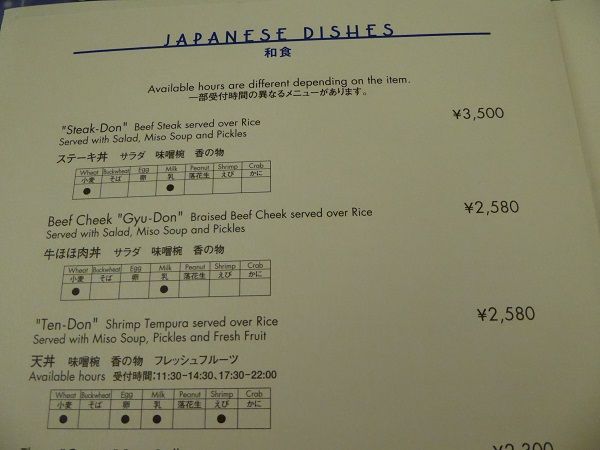 JAPANESE DISHES
和食
Available hours are different depending on the item.
一部受付時間の異なるメニューがあります。
"Steak-Don" Beef Steak served over Rice ¥3,500
Served with Salad, Miso Soup and Pickles
ステーキ丼 サラダ 味噌椀 香の物
Wheat Buckwheat Egg Milk Peanut Shrimp Crab
小麦 そば 卵 乳 落花生 えび かに
● ●
Beef Cheek "Gyu-Don" Braised Beef Cheek served over Rice ¥2,580
Served with Salad, Miso Soup and Pickles
牛ほほ肉丼 サラダ 味噌椀 香の物
Wheat Buckwheat Egg Milk Peanut Shrimp Crab
小麦 そば 卵 乳 落花生 えび かに
● ●
"Ten-Don" Shrimp Tempura served over Rice ¥2,580
Served with Miso Soup, Pickles and Fresh Fruit
天丼 味噌椀 香の物 フレッシュフルーツ
Available hours 受付時間:11:30-14:30、17:30-22:00
Wheat Buckwheat Egg Milk Peanut Shrimp Crab
小麦 そば 卵 乳 落花生 えび かに
● ● ● ●